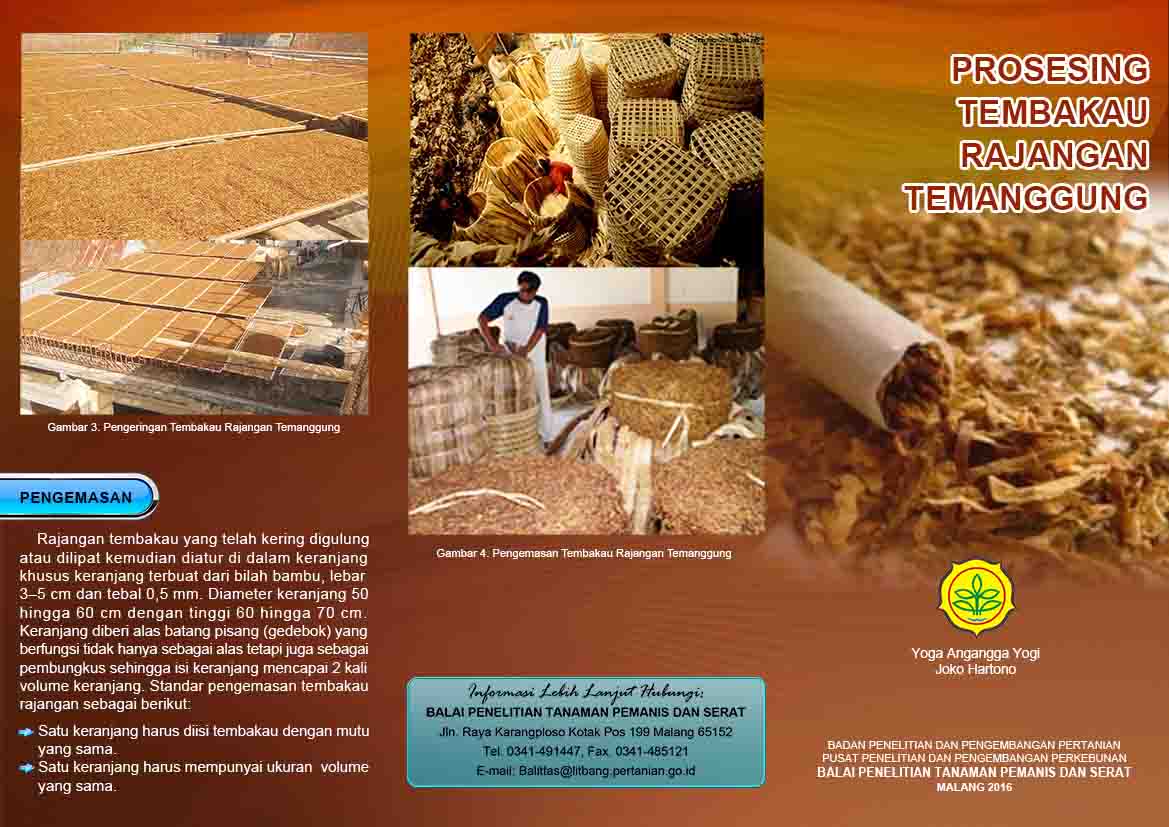 Gambar 3. Pengeringan Tembakau Rajangan Temanggung
PENGEMASAN
Rajangan tembakau yang telah kering digulung
atau dilipat kemudian diatur di dalam keranjang
khusus keranjang terbuat dari bilah bambu, lebar
3–5 cm dan tebal 0,5 mm. Diameter keranjang 50
hingga 60 cm dengan tinggi 60 hingga 70 cm.
Keranjang diberi alas batang pisang (gedebok) yang
berfungsi tidak hanya sebagai alas tetapi juga sebagai
pembungkus sehingga isi keranjang mencapai 2 kali
volume keranjang. Standar pengemasan tembakau
rajangan sebagai berikut:
Satu keranjang harus diisi tembakau dengan mutu
yang sama.
Satu keranjang harus mempunyai ukuran volume
yang sama.
Gambar 4. Pengemasan Tembakau Rajangan Temanggung
Informasi Lebih Lanjut Hubungi:
BALAI PENELITIAN TANAMAN PEMANIS DAN SERAT
Jln. Raya Karangploso Kotak Pos 199 Malang 65152
Tel. 0341-491447, Fax. 0341-485121
E-mail: Balittas@litbang.pertanian.go.id
PROSESING
TEMBAKAU
RAJANGAN
TEMANGGUNG
Yoga Angangga Yogi
Joko Hartono
BADAN PENELITIAN DAN PENGEMBANGAN PERTANIAN
PUSAT PENELITIAN DAN PENGEMBANGAN PERKEBUNAN
BALAI PENELITIAN TANAMAN PEMANIS DAN SERAT
MALANG 2016